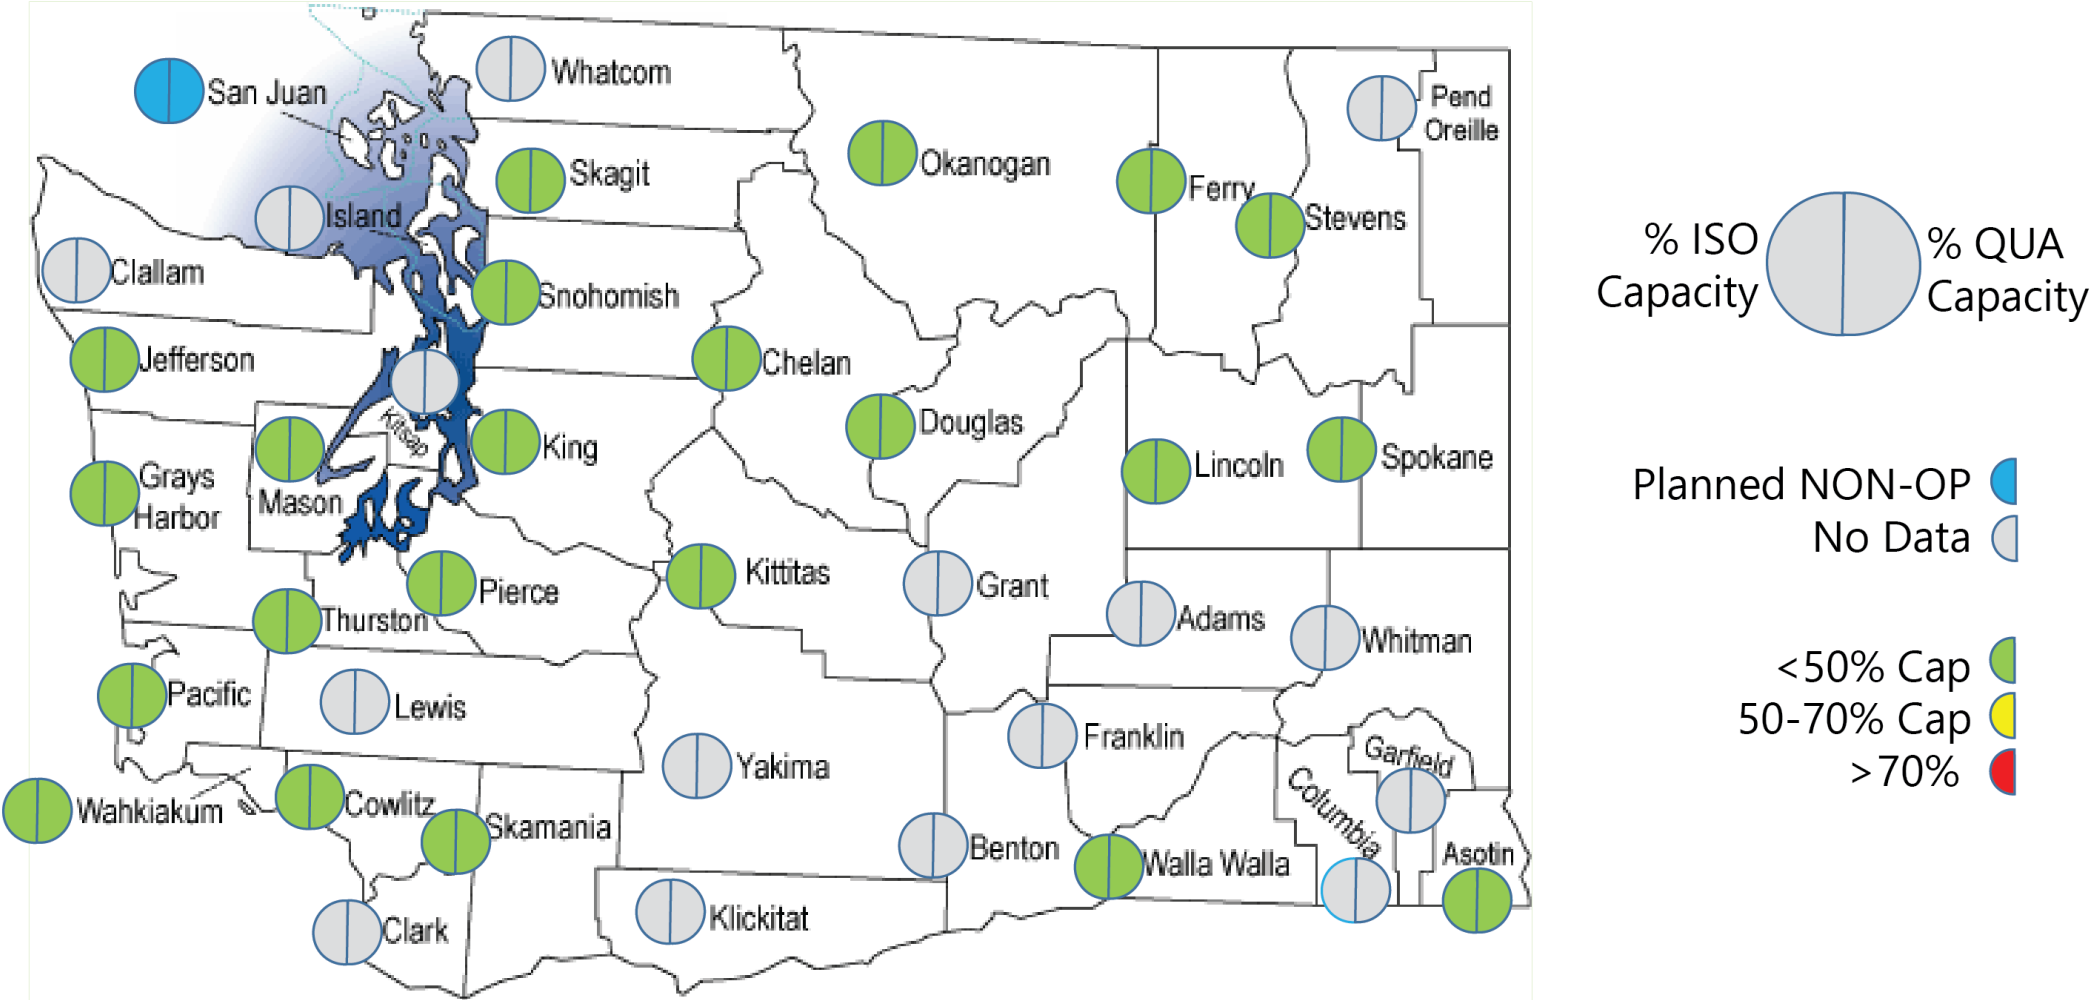 San Juan
Whatcom
Pend
Oreille
Skagit
Okanogan
Ferry
Stevens
Island
Clallam
Snohomish
Jefferson
Chelan
Kitsap
Douglas
King
Lincoln
Spokane
Grays
Harbor
Mason
Pierce
Kittitas
Grant
Adams
Whitman
Thurston
Pacific
Lewis
Yakima
Franklin
Garfield
Columbia
Wahkiakum
Cowlitz
Skamania
Benton
Walla Walla
Asotin
Clark
Klickitat
% ISO
Capacity
% QUA
Capacity
Planned NON-OP
No Data
<50% Cap
50-70% Cap
>70%